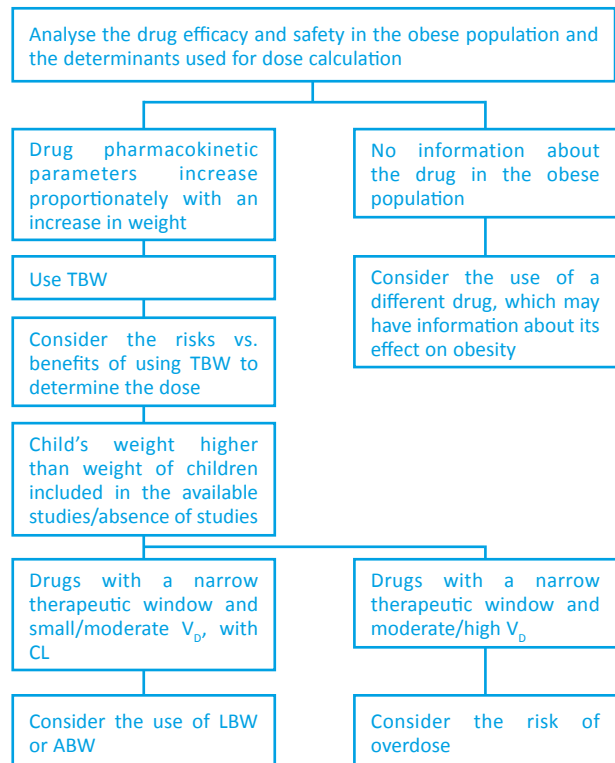 Analyse the drug efficacy and safety in the obese population and
the determinants used for dose calculation
Drug pharmacokinetic
parameters increase
proportionately with an
increase in weight
No information about
the drug in the obese
population
Use TBW
Consider the use of a
different drug, which may
have information about its
effect on obesity
Consider the risks vs.
benefits of using TBW to
determine the dose
Child’s weight higher
than weight of children
included in the available
studies/absence of studies
Drugs with a narrow
therapeutic window and
small/moderate V_D, with
CL
Drugs with a narrow
therapeutic window and
moderate/high V_D
Consider the use of LBW
or ABW
Consider the risk of
overdose